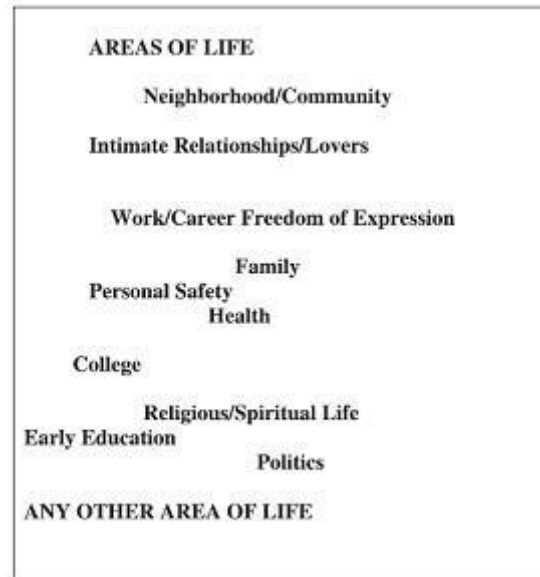 AREAS OF LIFE
Neighborhood/Community
Intimate Relationships/Lovers
Work/Career Freedom of Expression
Family
Personal Safety
Health
College
Religious/Spiritual Life
Early Education
Politics
ANY OTHER AREA OF LIFE